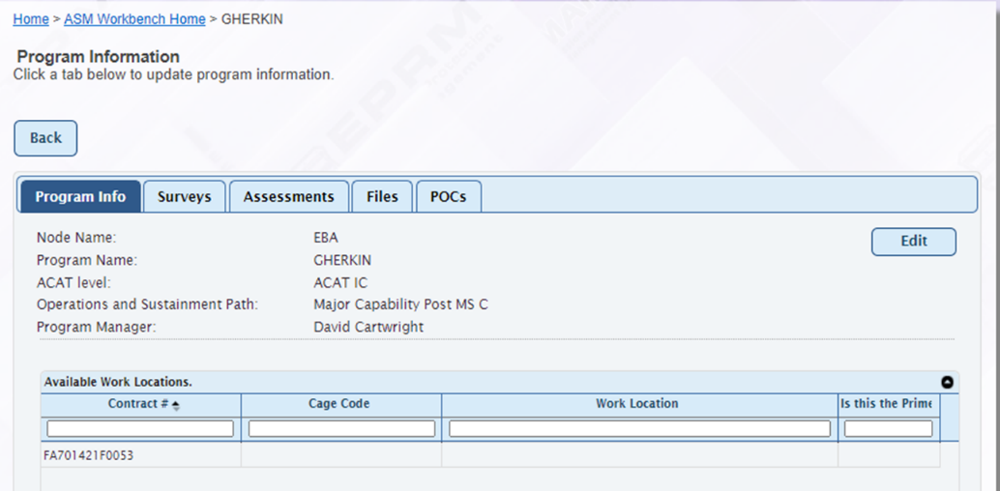 Home > ASM Workbench Home > GHERKIN
Program Information
Click a tab below to update program information.
Back
Program Info Surveys Assessments Files POCs
Node Name: EBA
Edit
Program Name: GHERKIN
ACAT level: ACAT IC
Operations and Sustainment Path: Major Capability Post MS C
Program Manager: David Cartwright
Available Work Locations.
Contract # Cage Code Work Location Is this the Prime
FA701421F0053